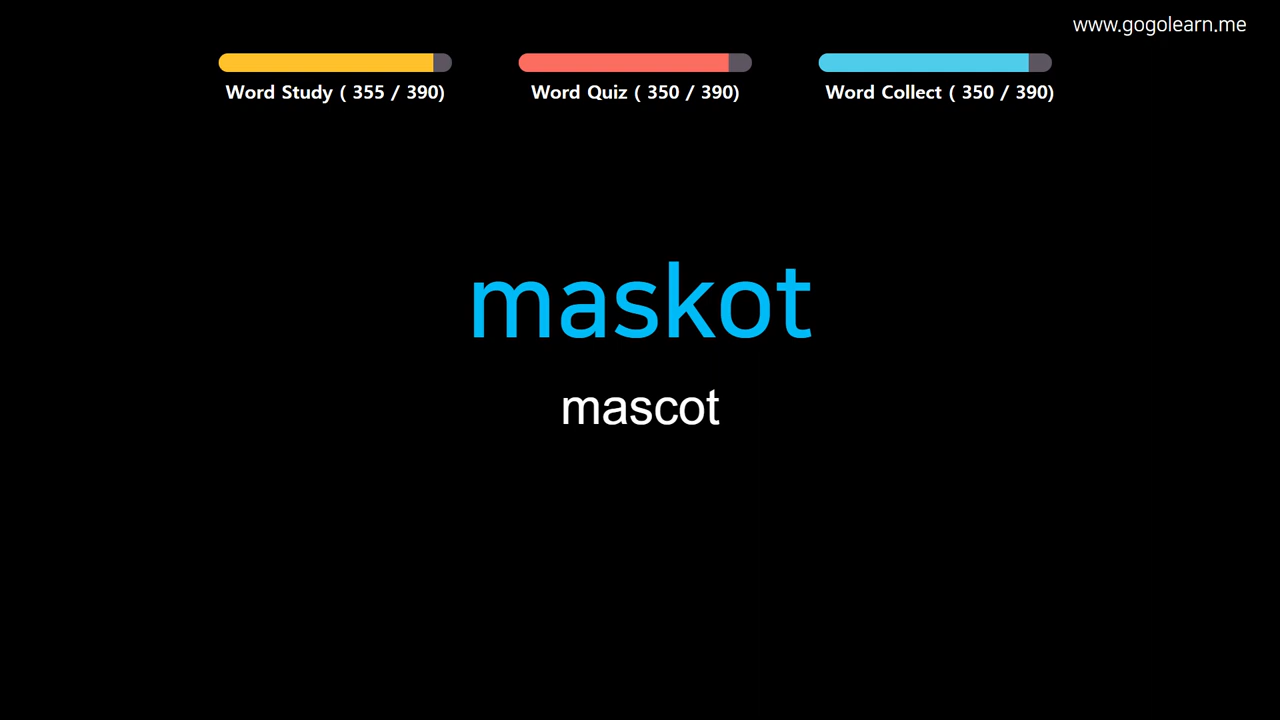 www.gogolearn.me
Word Study ( 355 / 390)
Word Quiz ( 350 / 390)
Word Collect ( 350 / 390)
maskot
mascot